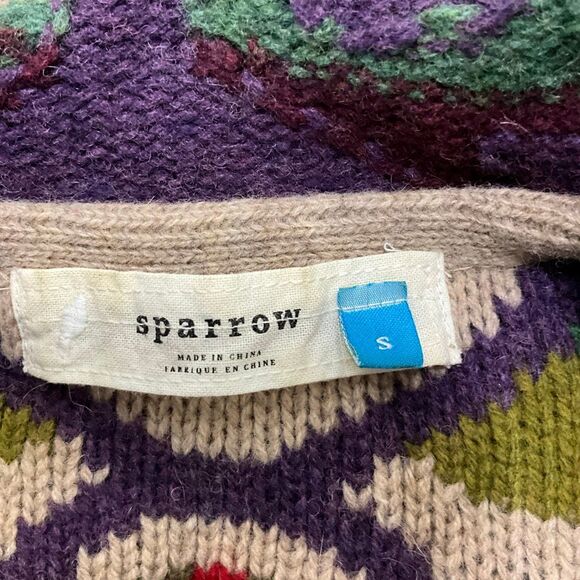 sparrow
MADE IN CHINA
FABRIQUE EN CHINE
S